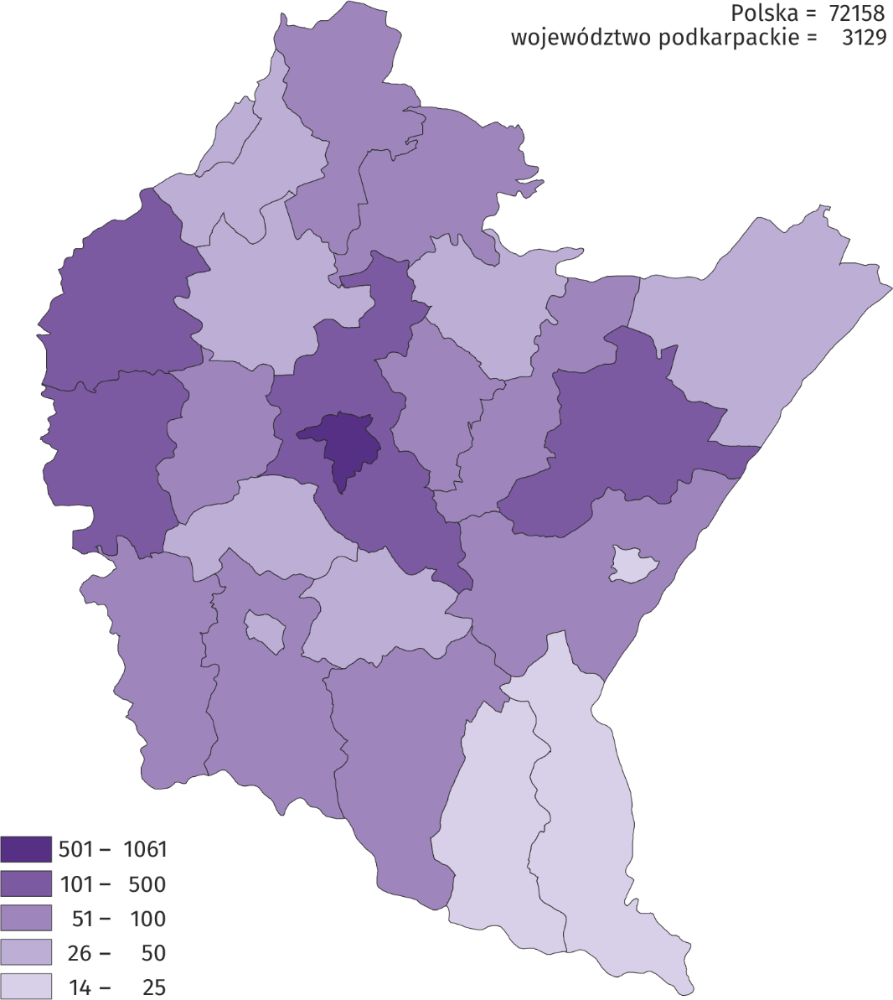 Polska = 72158
województwo podkarpackie = 3129
501 – 1061
101 – 500
51 – 100
26 – 50
14 – 25